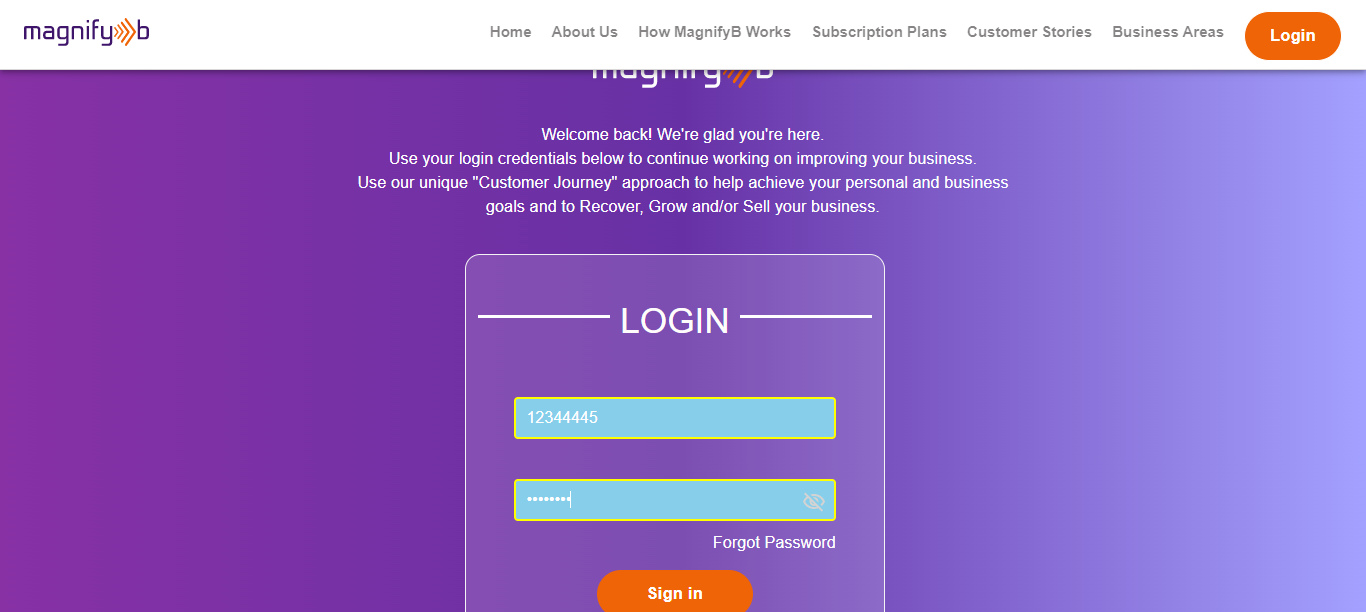 magnifyb
Home About Us How MagnifyB Works Subscription Plans Customer Stories Business Areas Login
magnifyb
Welcome back! We're glad you're here.
Use your login credentials below to continue working on improving your business.
Use our unique "Customer Journey" approach to help achieve your personal and business
goals and to Recover, Grow and/or Sell your business.
LOGIN
12344445
••••••••
Forgot Password
Sign in